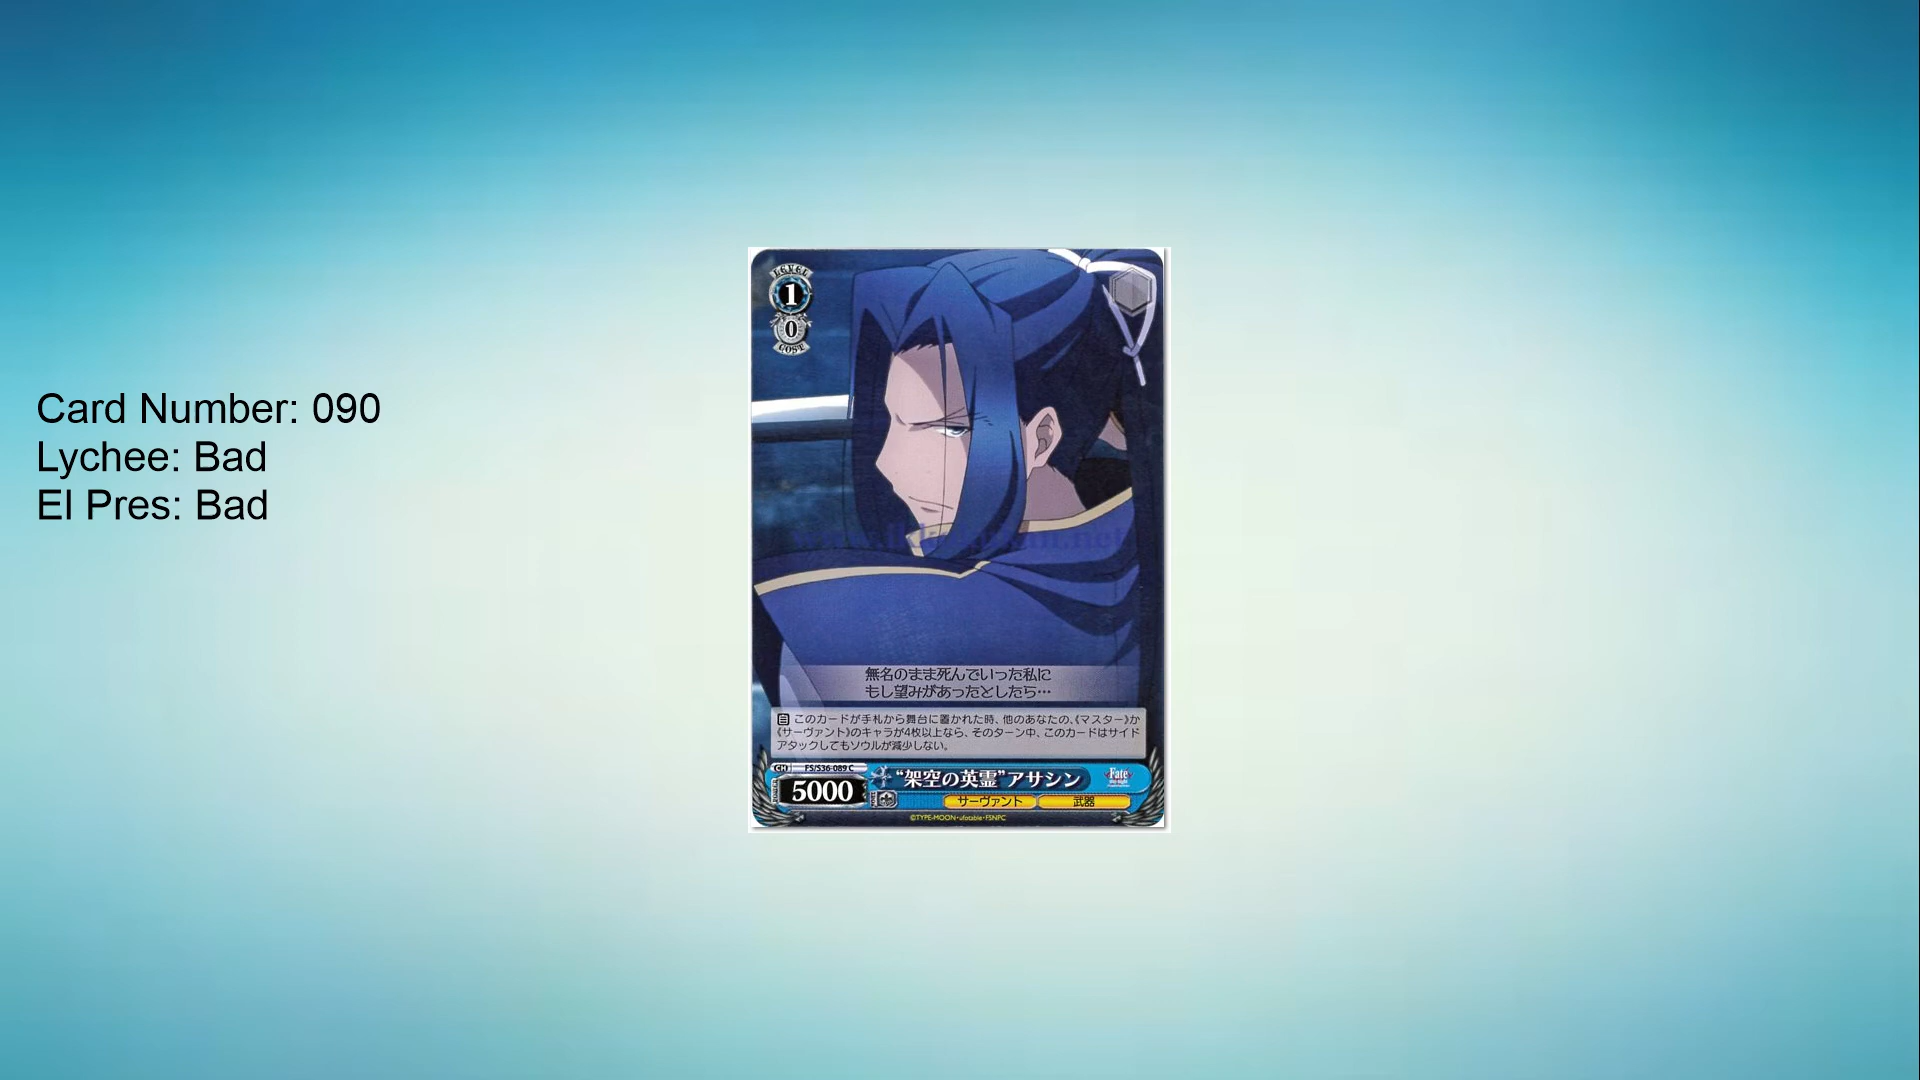 Card Number: 090
Lychee: Bad
El Pres: Bad
LEVEL
1
0
COST
無名のまま死んでいった私に
もし望みがあったとしたら…
このカードが手札から舞台に置かれた時、他のあなたの、《マスター》か
《サーヴァント》のキャラが4枚以上なら、そのターン中、このカードはサイド
アタックしてもソウルが減少しない。
CH FS/S36-089 C
"架空の英霊"アサシン
Fate
5000
サーヴァント 武器
©TYPE-MOON・ufotable・FSNPC